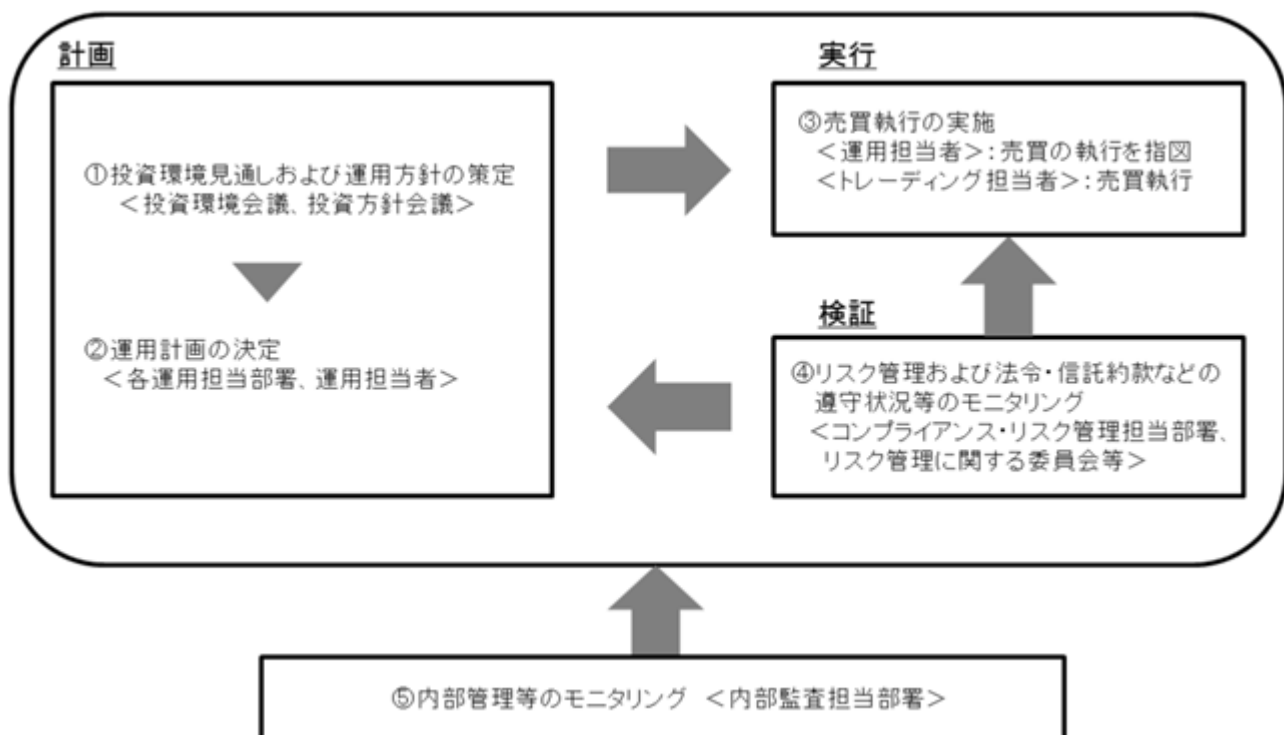 計画
①投資環境見通しおよび運用方針の策定
＜投資環境会議、投資方針会議＞
②運用計画の決定
＜各運用担当部署、運用担当者＞
実行
③売買執行の実施
＜運用担当者＞：売買の執行を指図
＜トレーディング担当者＞：売買執行
検証
④リスク管理および法令・信託約款などの
遵守状況等のモニタリング
＜コンプライアンス・リスク管理担当部署、
リスク管理に関する委員会等＞
⑤内部管理等のモニタリング ＜内部監査担当部署＞